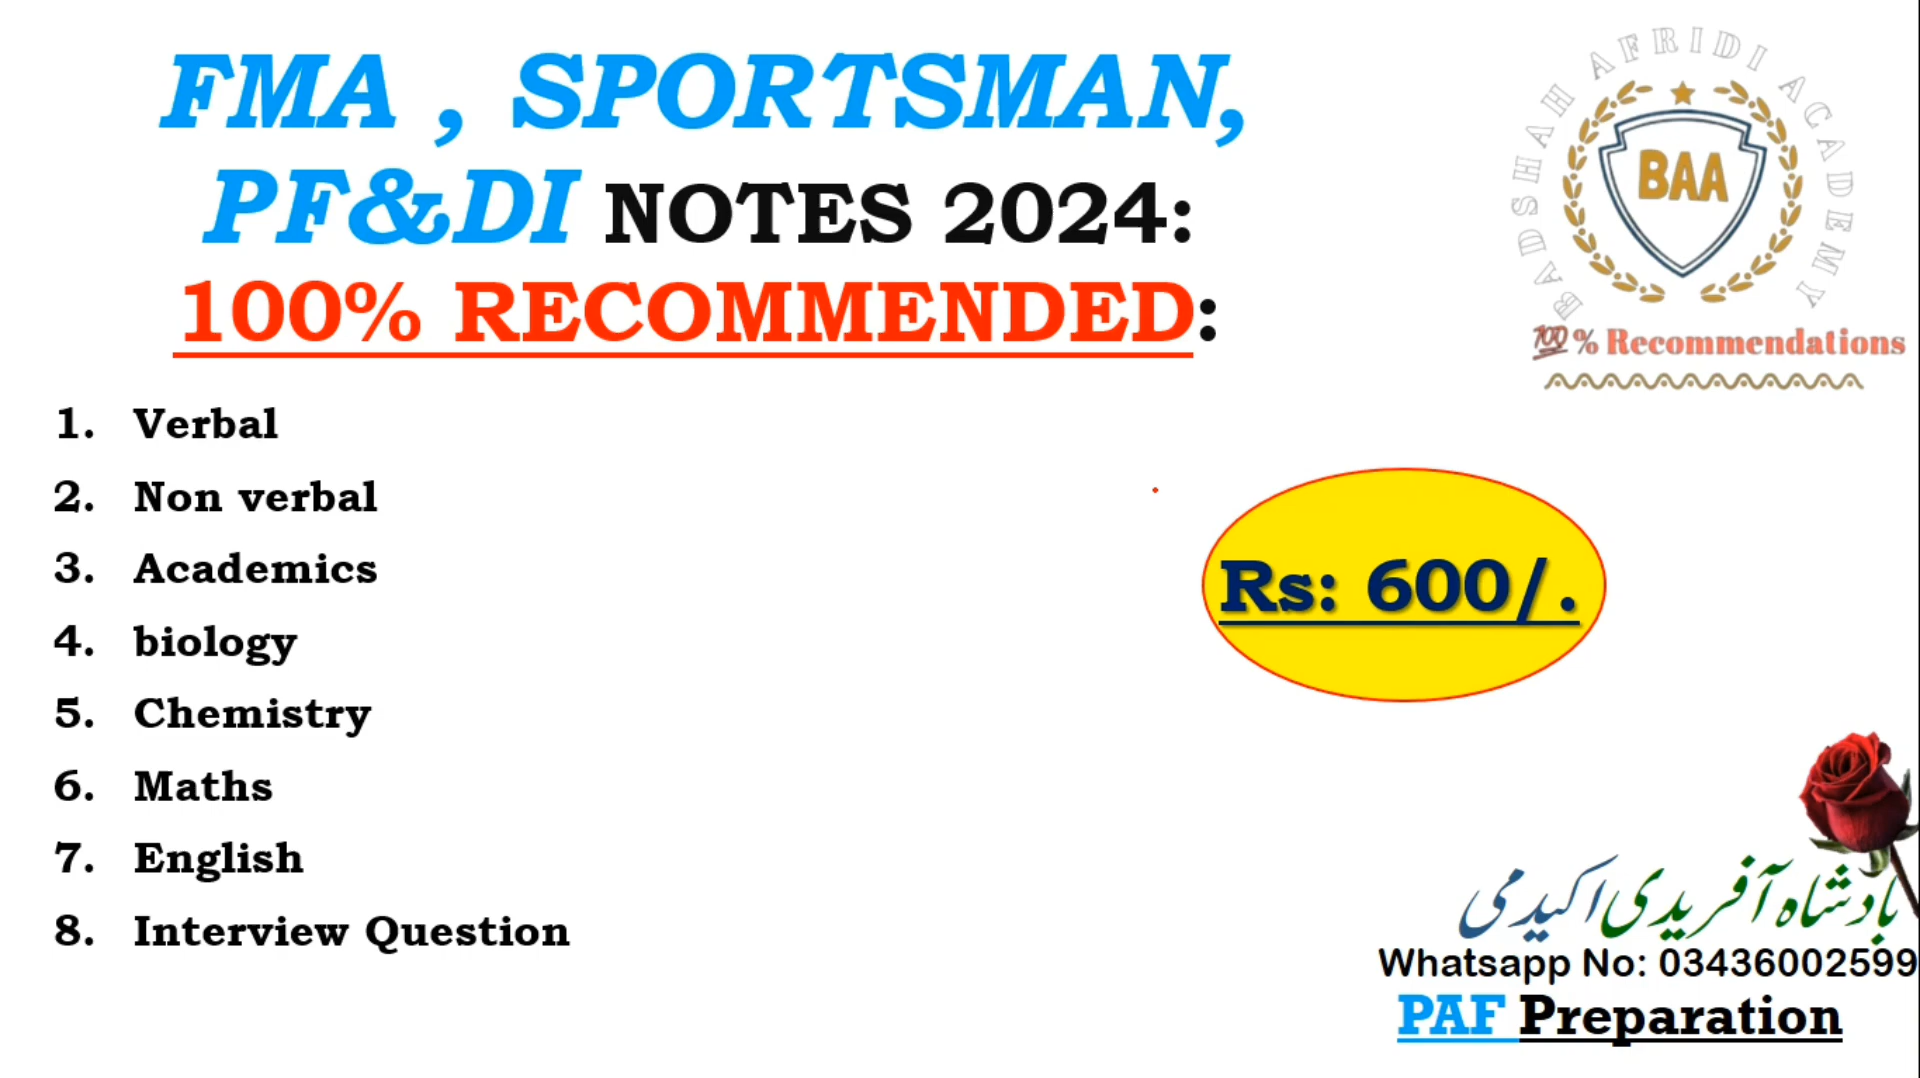 FMA , SPORTSMAN,
PF&DI NOTES 2024:
100% RECOMMENDED:
BADSHAH AFRIDI ACADEMY
BAA
💯% Recommendations
1. Verbal
2. Non verbal
3. Academics
4. biology
5. Chemistry
6. Maths
7. English
8. Interview Question
Rs: 600/.
بادشاہ آفریدی اکیڈمی
Whatsapp No: 03436002599
PAF Preparation